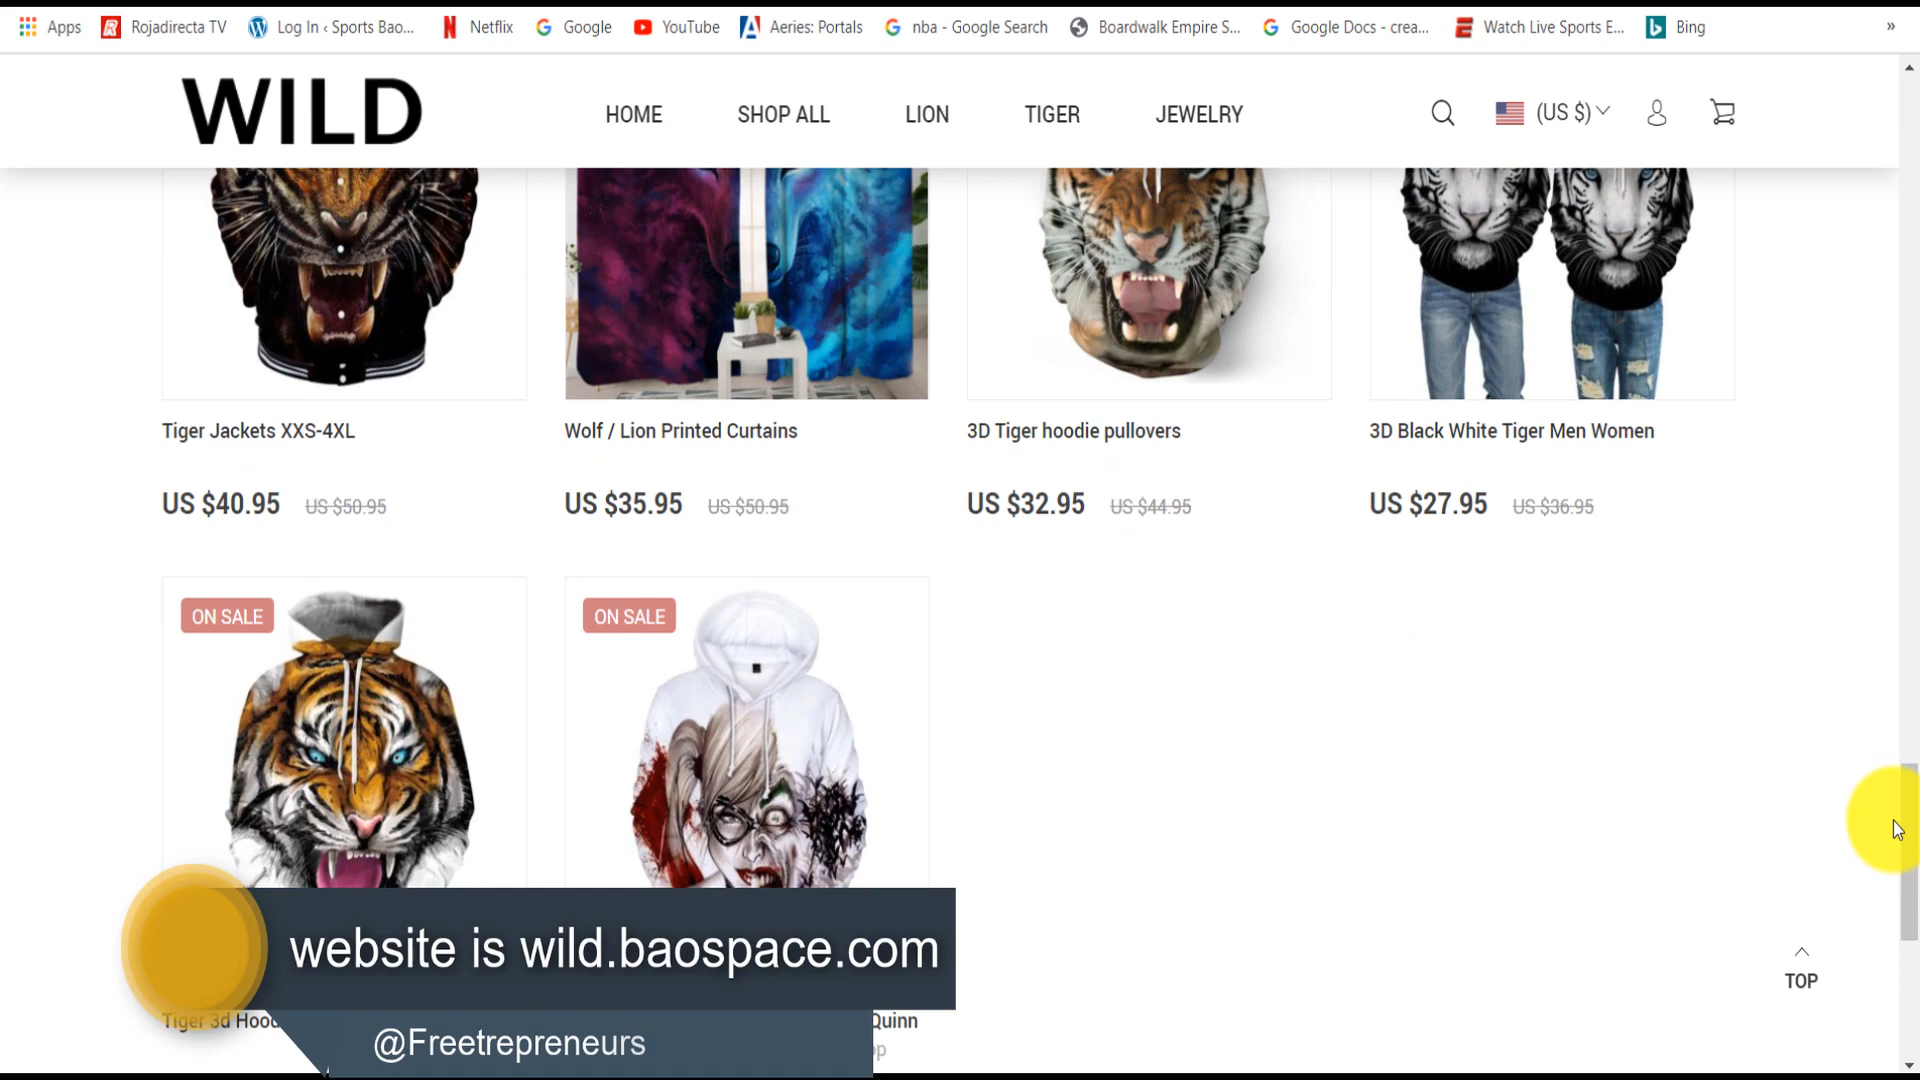 Apps Rojadirecta TV Log In ‹ Sports Bao... Netflix Google YouTube Aeries: Portals nba - Google Search Boardwalk Empire S... Google Docs - crea... Watch Live Sports E... Bing »
WILD HOME SHOP ALL LION TIGER JEWELRY (US $)
Tiger Jackets XXS-4XL Wolf / Lion Printed Curtains 3D Tiger hoodie pullovers 3D Black White Tiger Men Women
US $40.95 US $50.95 US $35.95 US $50.95 US $32.95 US $44.95 US $27.95 US $36.95
ON SALE ON SALE
website is wild.baospace.com
TOP
Tiger 3d Hood Quinn
@Freetrepreneurs